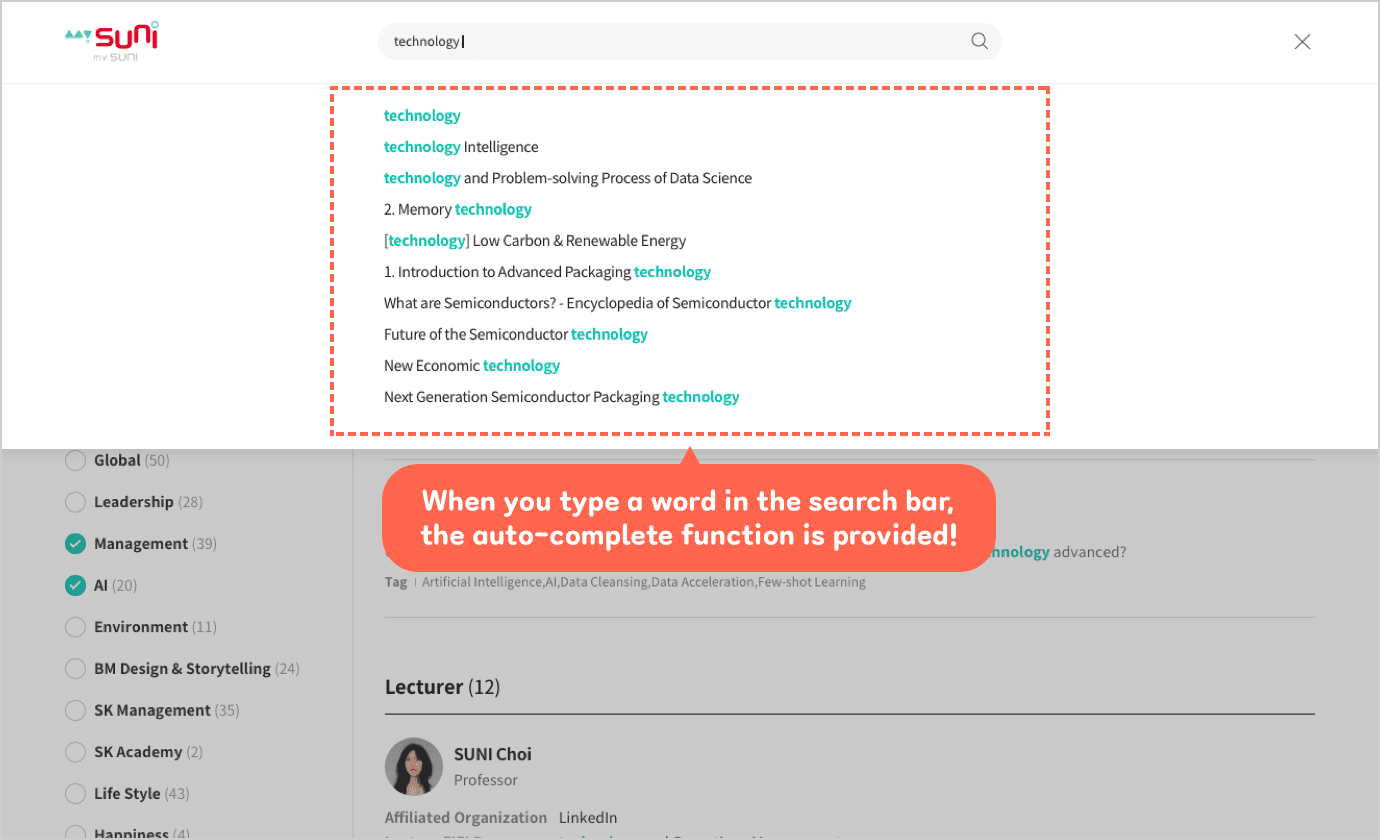 SUNI
my SUNI
technology
technology
technology Intelligence
technology and Problem-solving Process of Data Science
2. Memory technology
[technology] Low Carbon & Renewable Energy
1. Introduction to Advanced Packaging technology
What are Semiconductors? - Encyclopedia of Semiconductor technology
Future of the Semiconductor technology
New Economic technology
Next Generation Semiconductor Packaging technology
When you type a word in the search bar,
the auto-complete function is provided!
Global (50)
Leadership (28)
Management (39)
AI (20)
Environment (11)
BM Design & Storytelling (24)
SK Management (35)
SK Academy (2)
Life Style (43)
Happiness (4)
hnology advanced?
Tag | Artificial Intelligence,AI,Data Cleansing,Data Acceleration,Few-shot Learning
Lecturer (12)
SUNI Choi
Professor
Affiliated Organization LinkedIn